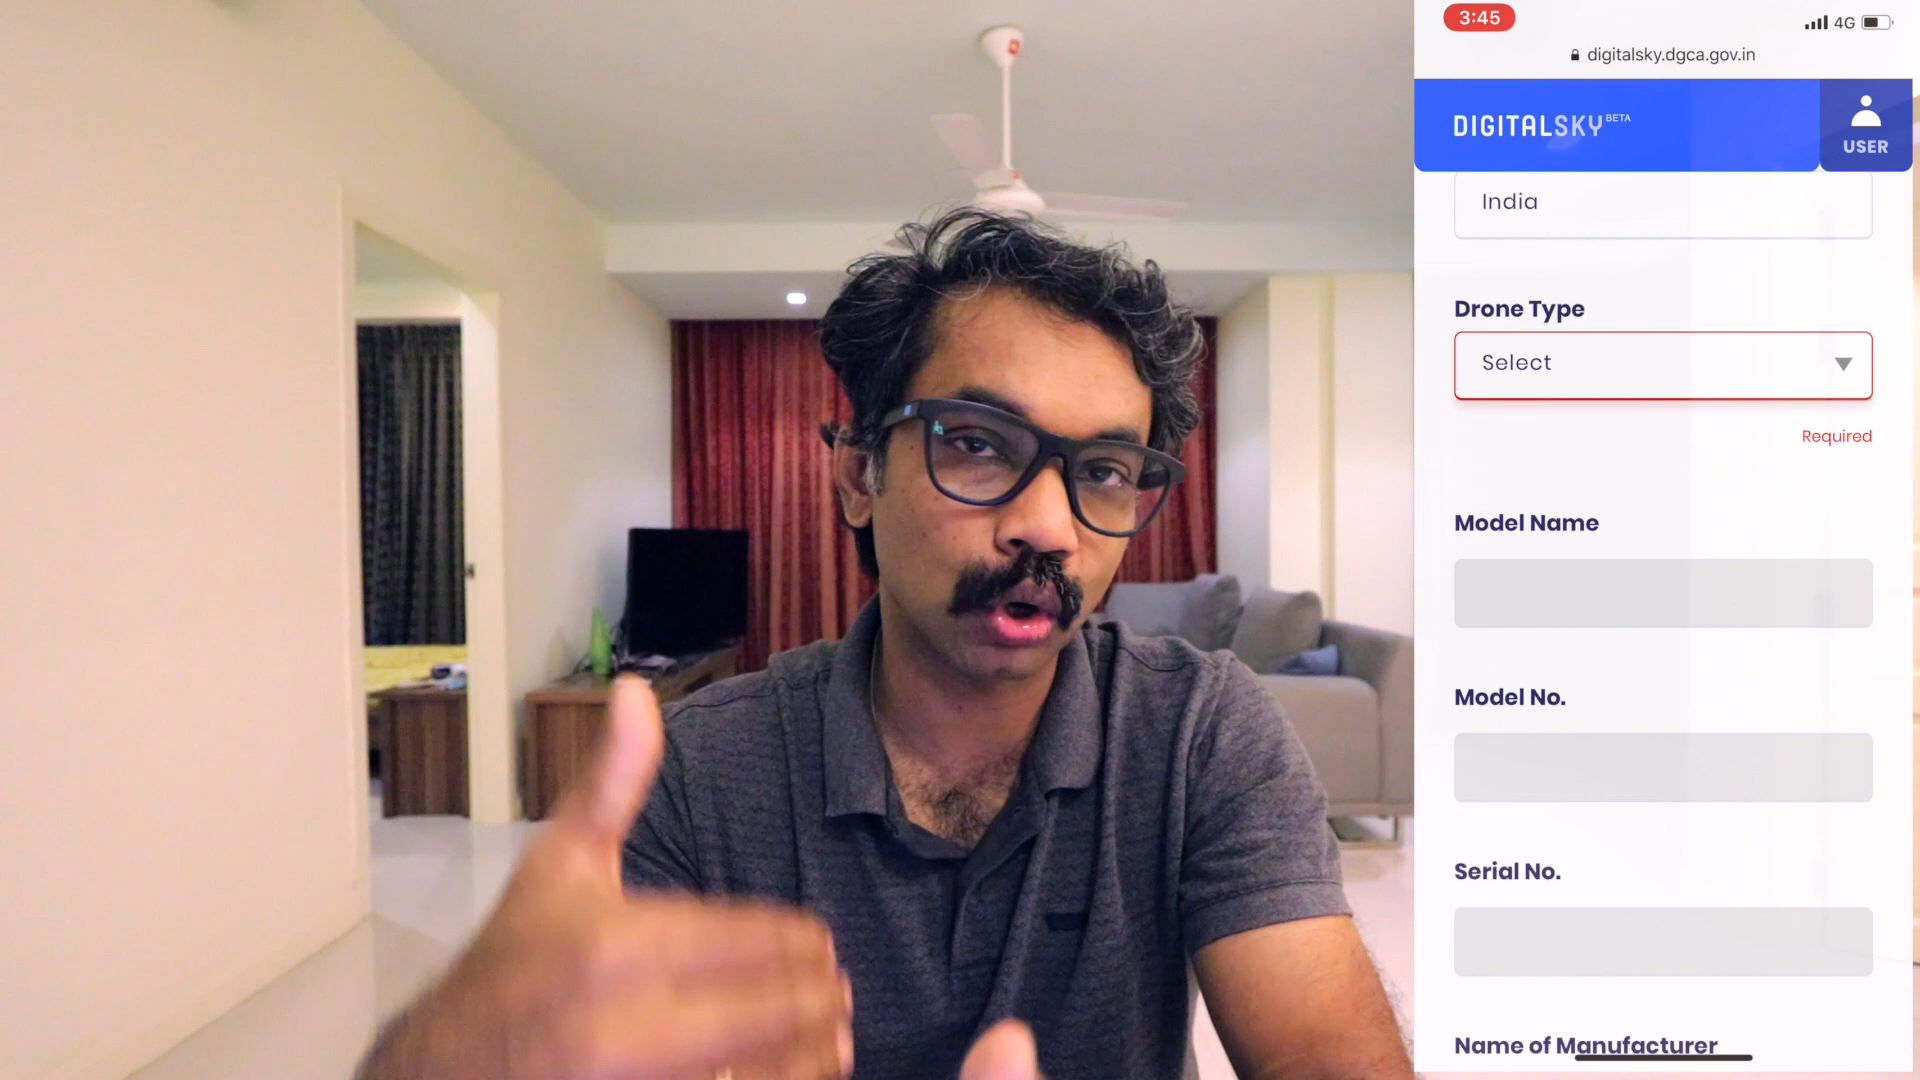 3:45
4G
digitalsky.dgca.gov.in
DIGITALSKY BETA
USER
India
Drone Type
Select
Required
Model Name
Model No.
Serial No.
Name of Manufacturer